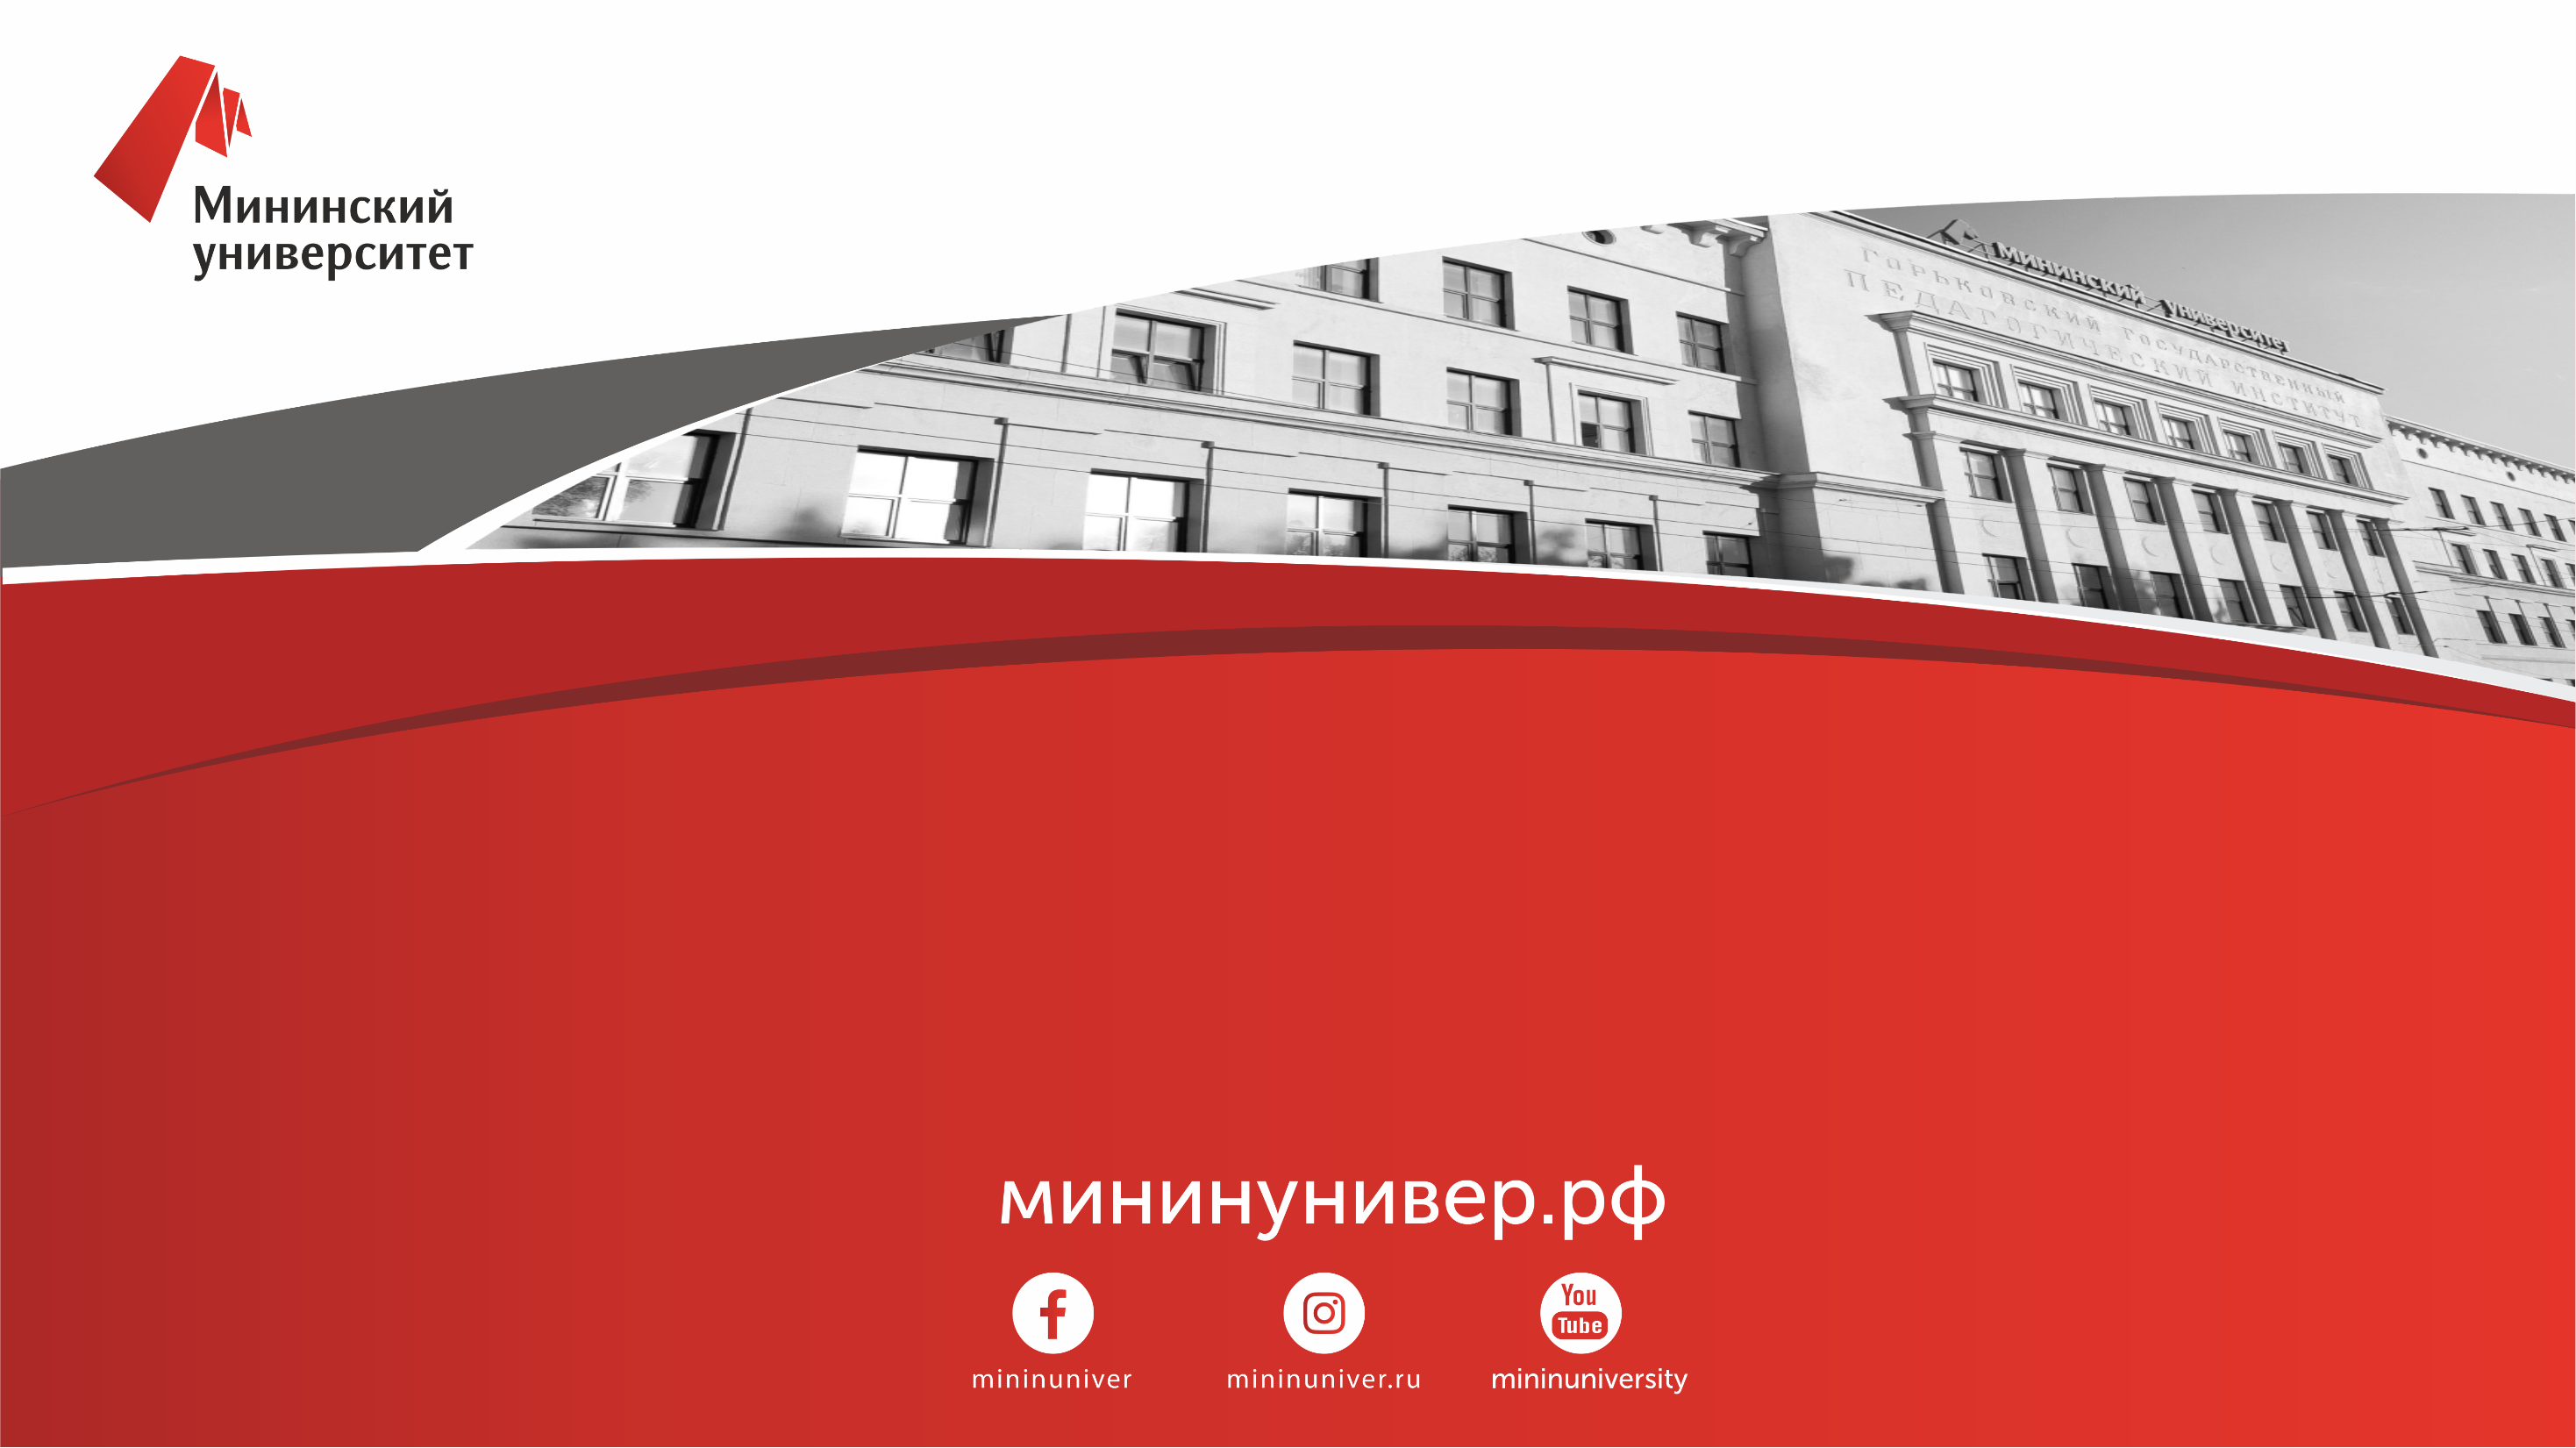 Мининский
университет
Мининский университет
ГОРЬКОВСКИЙ ГОСУДАРСТВЕННЫЙ
ПЕДАГОГИЧЕСКИЙ ИНСТИТУТ
мининунивер.рф
You
Tube
mininuniver
mininuniver.ru
mininuniversity